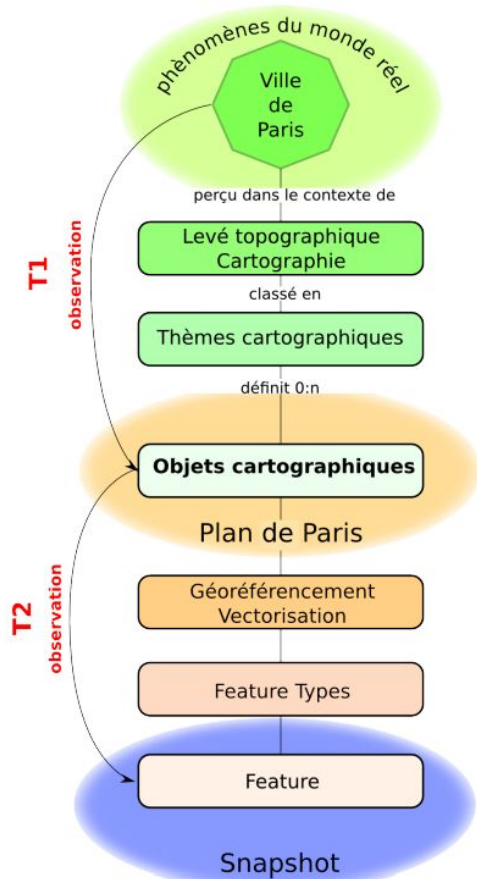 phènomènes du monde réel
Ville
de
Paris
perçu dans le contexte de
Levé topographique
Cartographie
classé en
Thèmes cartographiques
définit 0:n
T1
observation
Objets cartographiques
Plan de Paris
Géoréférencement
Vectorisation
T2
observation
Feature Types
Feature
Snapshot